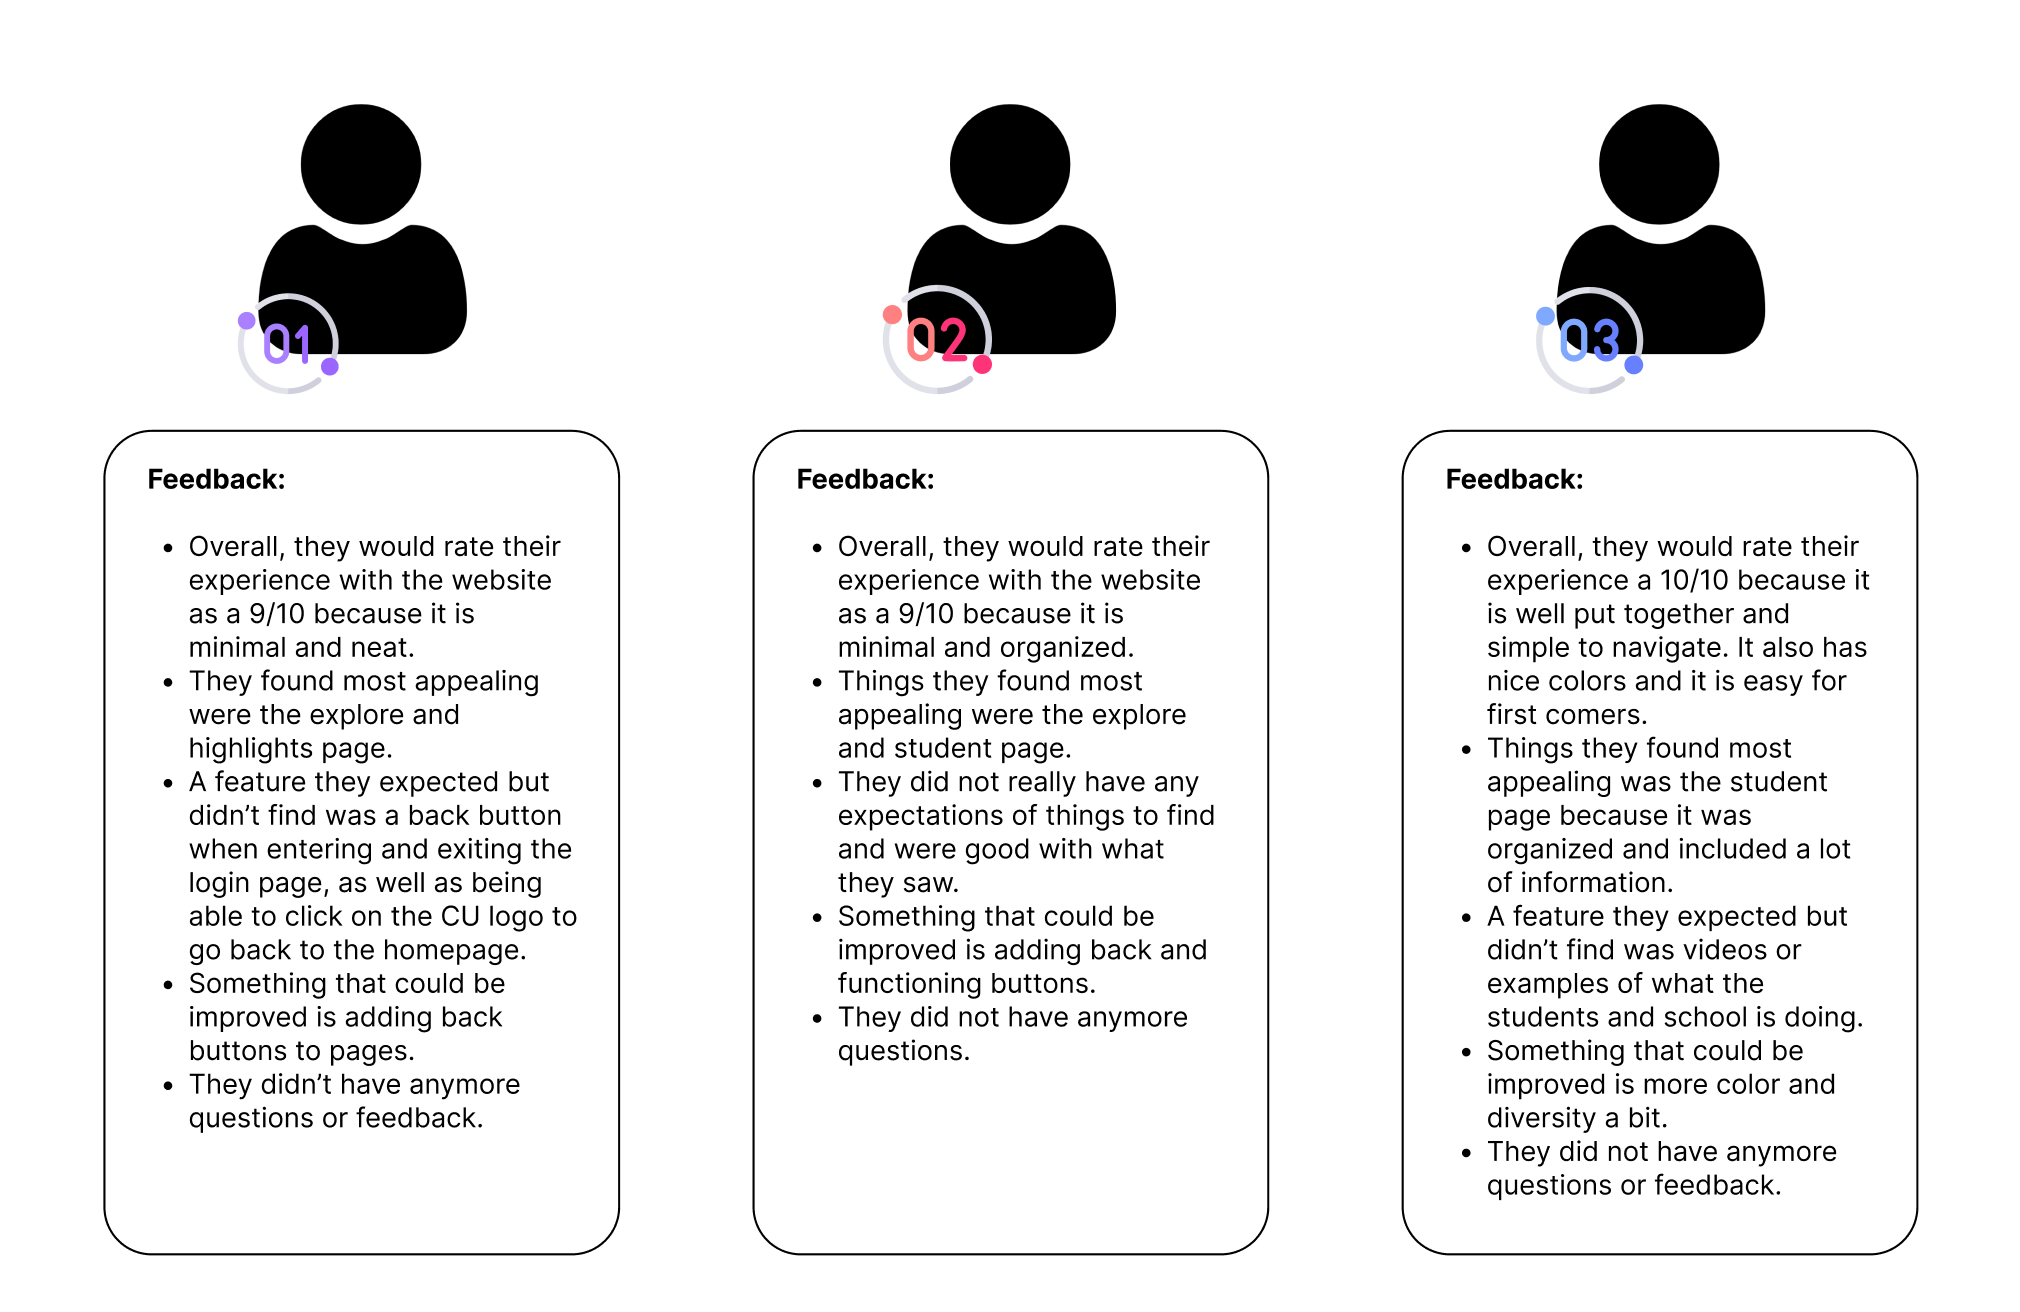 01
Feedback:
• Overall, they would rate their
experience with the website
as a 9/10 because it is
minimal and neat.
• They found most appealing
were the explore and
highlights page.
• A feature they expected but
didn’t find was a back button
when entering and exiting the
login page, as well as being
able to click on the CU logo to
go back to the homepage.
• Something that could be
improved is adding back
buttons to pages.
• They didn’t have anymore
questions or feedback.
02
Feedback:
• Overall, they would rate their
experience with the website
as a 9/10 because it is
minimal and organized.
• Things they found most
appealing were the explore
and student page.
• They did not really have any
expectations of things to find
and were good with what
they saw.
• Something that could be
improved is adding back and
functioning buttons.
• They did not have anymore
questions.
03
Feedback:
• Overall, they would rate their
experience a 10/10 because it
is well put together and
simple to navigate. It also has
nice colors and it is easy for
first comers.
• Things they found most
appealing was the student
page because it was
organized and included a lot
of information.
• A feature they expected but
didn’t find was videos or
examples of what the
students and school is doing.
• Something that could be
improved is more color and
diversity a bit.
• They did not have anymore
questions or feedback.